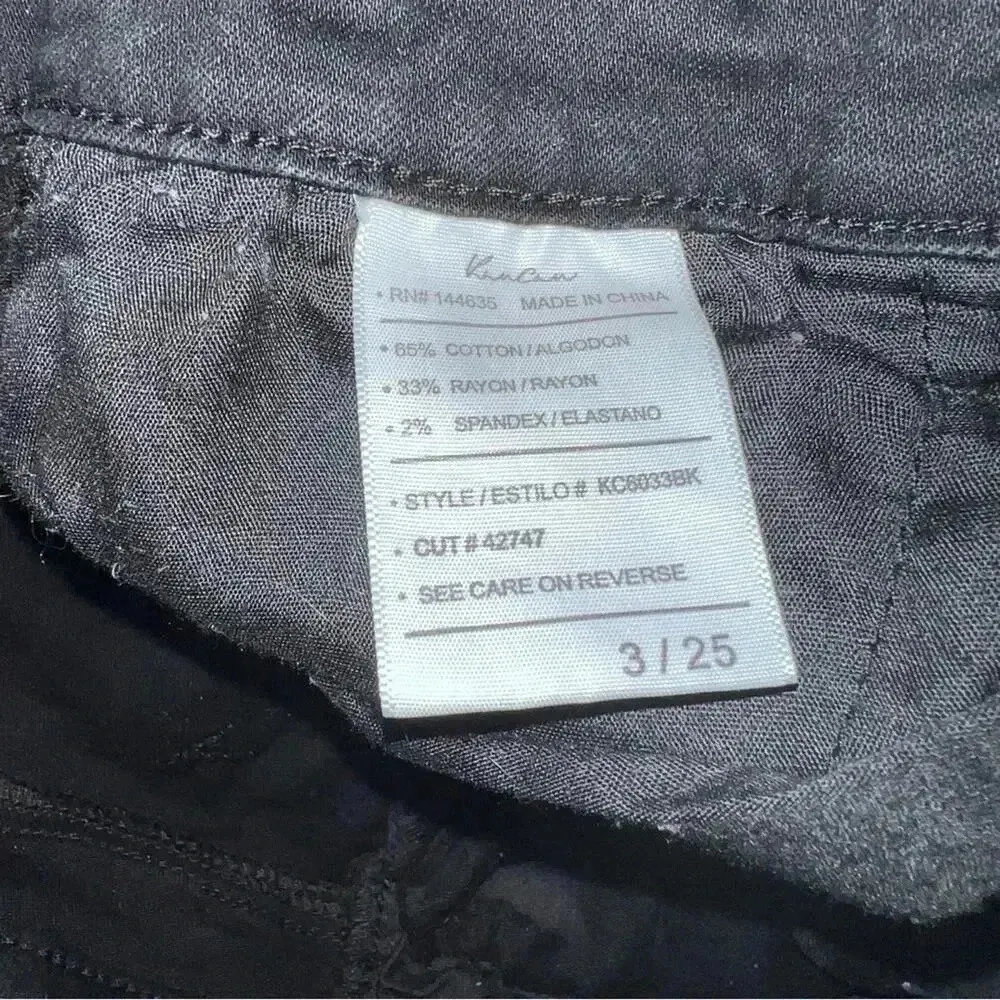 KanCan
• RN# 144635 MADE IN CHINA
• 65% COTTON / ALGODON
• 33% RAYON / RAYON
• 2% SPANDEX / ELASTANO
• STYLE / ESTILO # KC6033BK
• CUT # 42747
• SEE CARE ON REVERSE
3 / 25